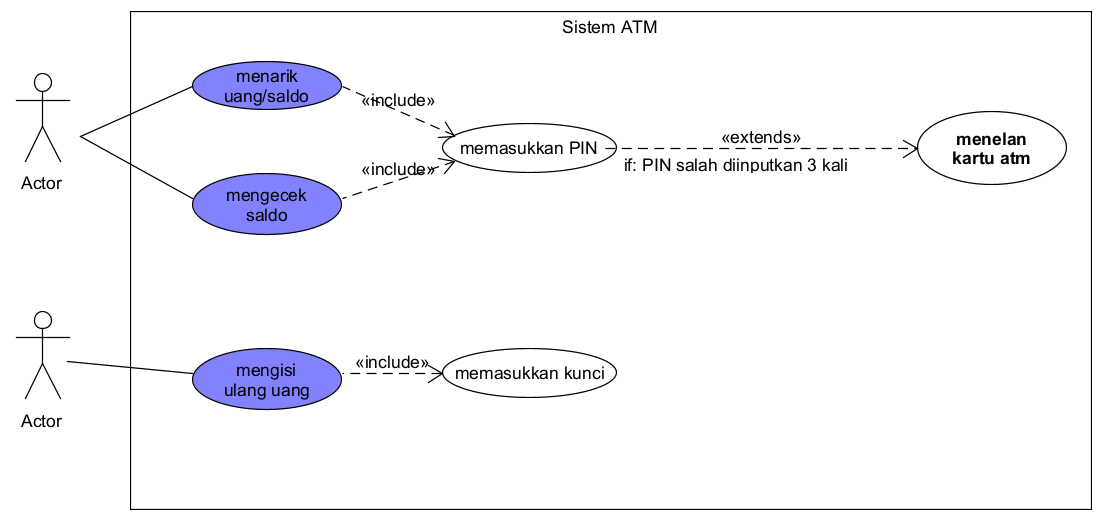 Sistem ATM
menarik
uang/saldo
«include»
memasukkan PIN
«extends»
if: PIN salah diinputkan 3 kali
menelan
kartu atm
«include»
mengecek
saldo
Actor
mengisi
ulang uang
«include»
memasukkan kunci
Actor